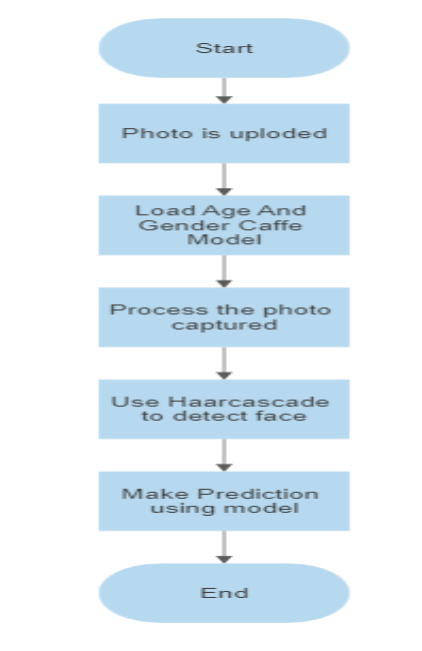 Start
Photo is uploded
Load Age And
Gender Caffe
Model
Process the photo
captured
Use Haarcascade
to detect face
Make Prediction
using model
End